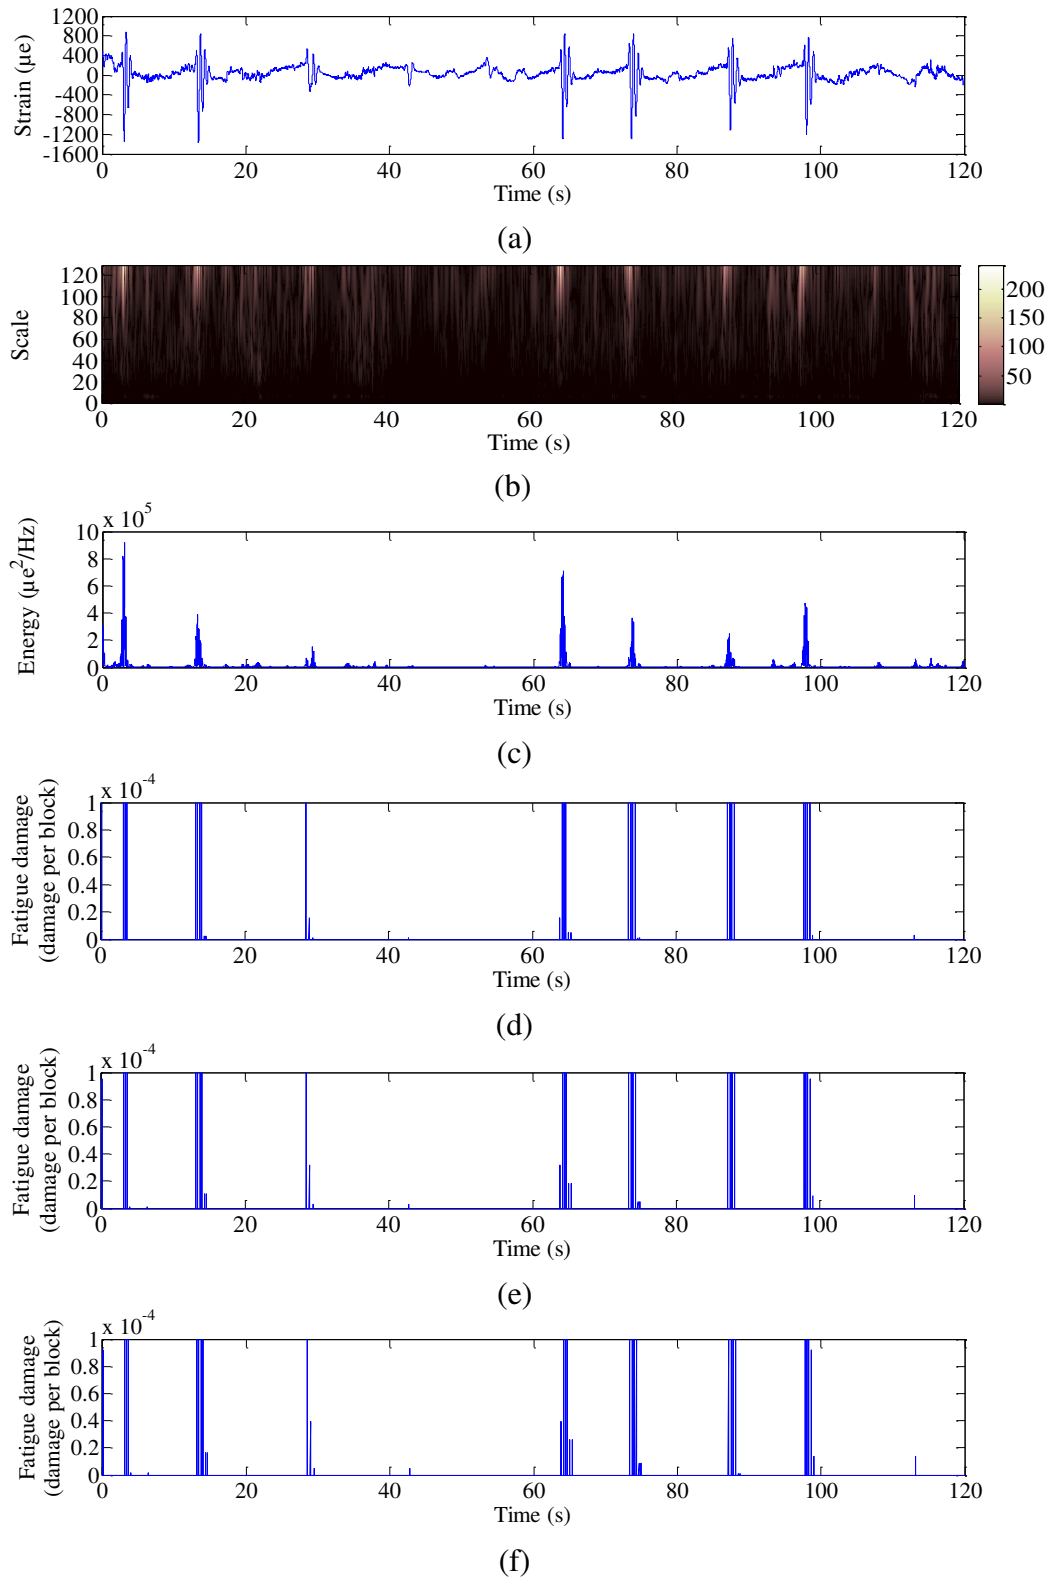 1200
800
400
0
-400
-800
-1200
-1600
Strain (µe)
0 20 40 60 80 100 120
Time (s)
(a)
120
100
80
60
40
20
0
Scale
200
150
100
50
0 20 40 60 80 100 120
Time (s)
(b)
x 10^5
10
8
6
4
2
0
Energy (µe²/Hz)
0 20 40 60 80 100 120
Time (s)
(c)
x 10^-4
1
0.8
0.6
0.4
0.2
0
Fatigue damage
(damage per block)
0 20 40 60 80 100 120
Time (s)
(d)
x 10^-4
1
0.8
0.6
0.4
0.2
0
Fatigue damage
(damage per block)
0 20 40 60 80 100 120
Time (s)
(e)
x 10^-4
1
0.8
0.6
0.4
0.2
0
Fatigue damage
(damage per block)
0 20 40 60 80 100 120
Time (s)
(f)